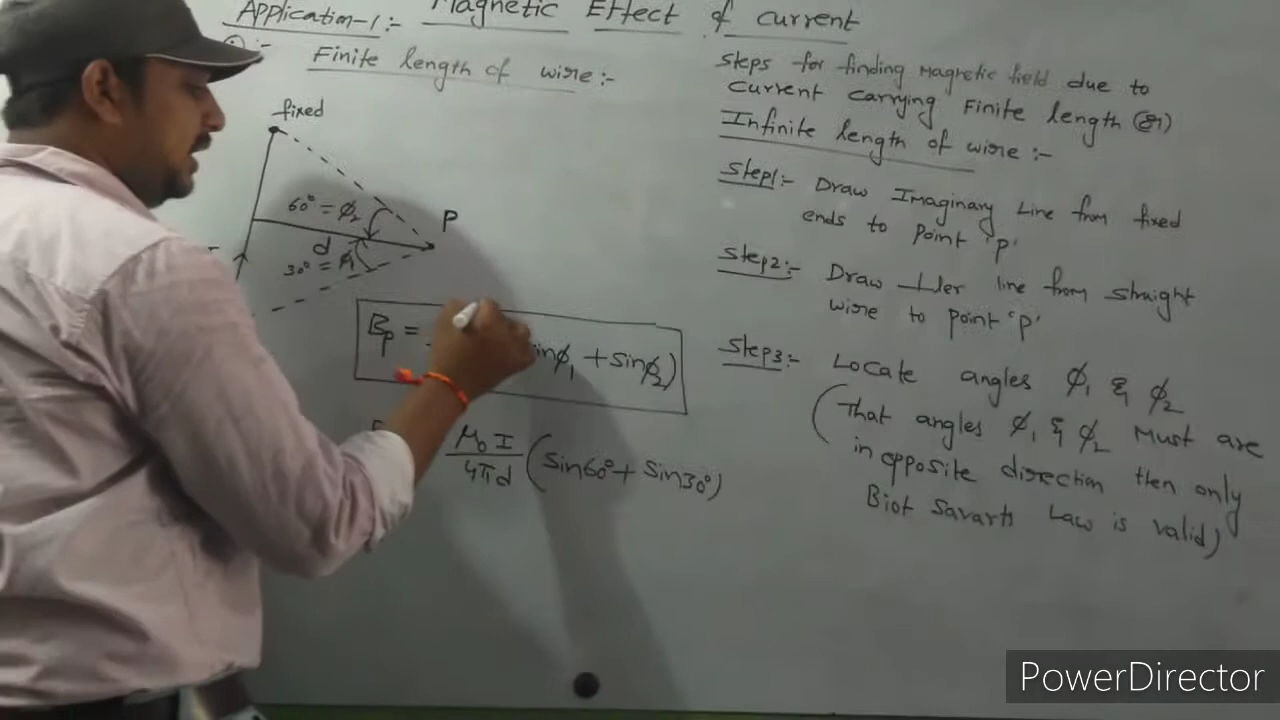 Application-1:- Magnetic Effect of current
Finite length of wire:-
fixed
60° = ϕ2
P
d
30° = ϕ1
Bp = inϕ1 + sinϕ2)
μ0 I / 4πd (sin60° + sin30°)
Steps for finding Magnetic field due to
Current carrying Finite length (or)
Infinite length of wire:-
Step1:- Draw Imaginary Line from fixed
ends to point 'p'
Step2:- Draw ⊥er line from straight
wire to point 'p'
Step3:- Locate angles ϕ1 & ϕ2
(That angles ϕ1 & ϕ2 Must are
in opposite direction then only
Biot Savarts Law is valid)
PowerDirector